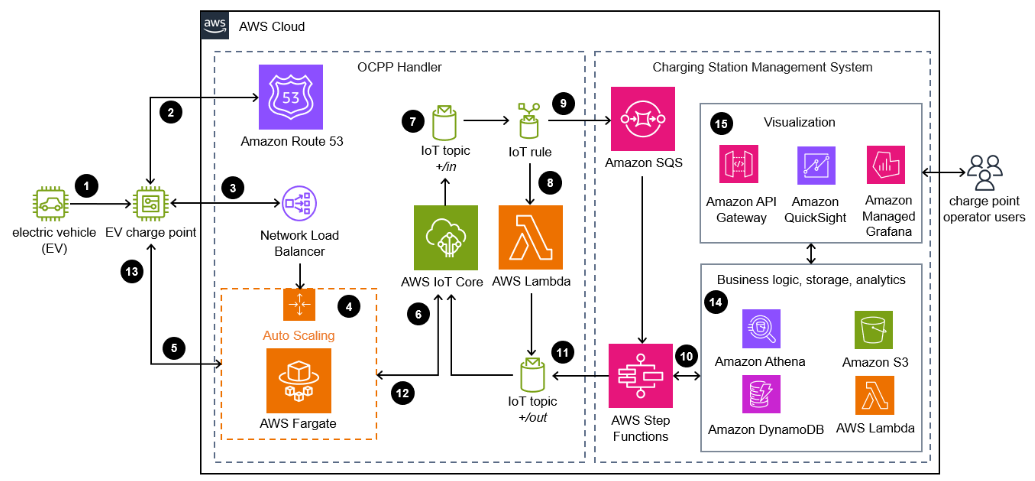 aws
AWS Cloud
OCPP Handler
Charging Station Management System
53
Amazon Route 53
2
7
IoT topic
+/in
IoT rule
9
Amazon SQS
15
Visualization
Amazon API
Gateway
Amazon
QuickSight
Amazon
Managed
Grafana
charge point
operator users
1
electric vehicle
(EV)
EV charge point
3
Network Load
Balancer
8
AWS IoT Core
AWS Lambda
13
4
Auto Scaling
5
AWS Fargate
6
12
11
IoT topic
+/out
10
AWS Step
Functions
Business logic, storage, analytics
14
Amazon Athena
Amazon S3
Amazon DynamoDB
AWS Lambda